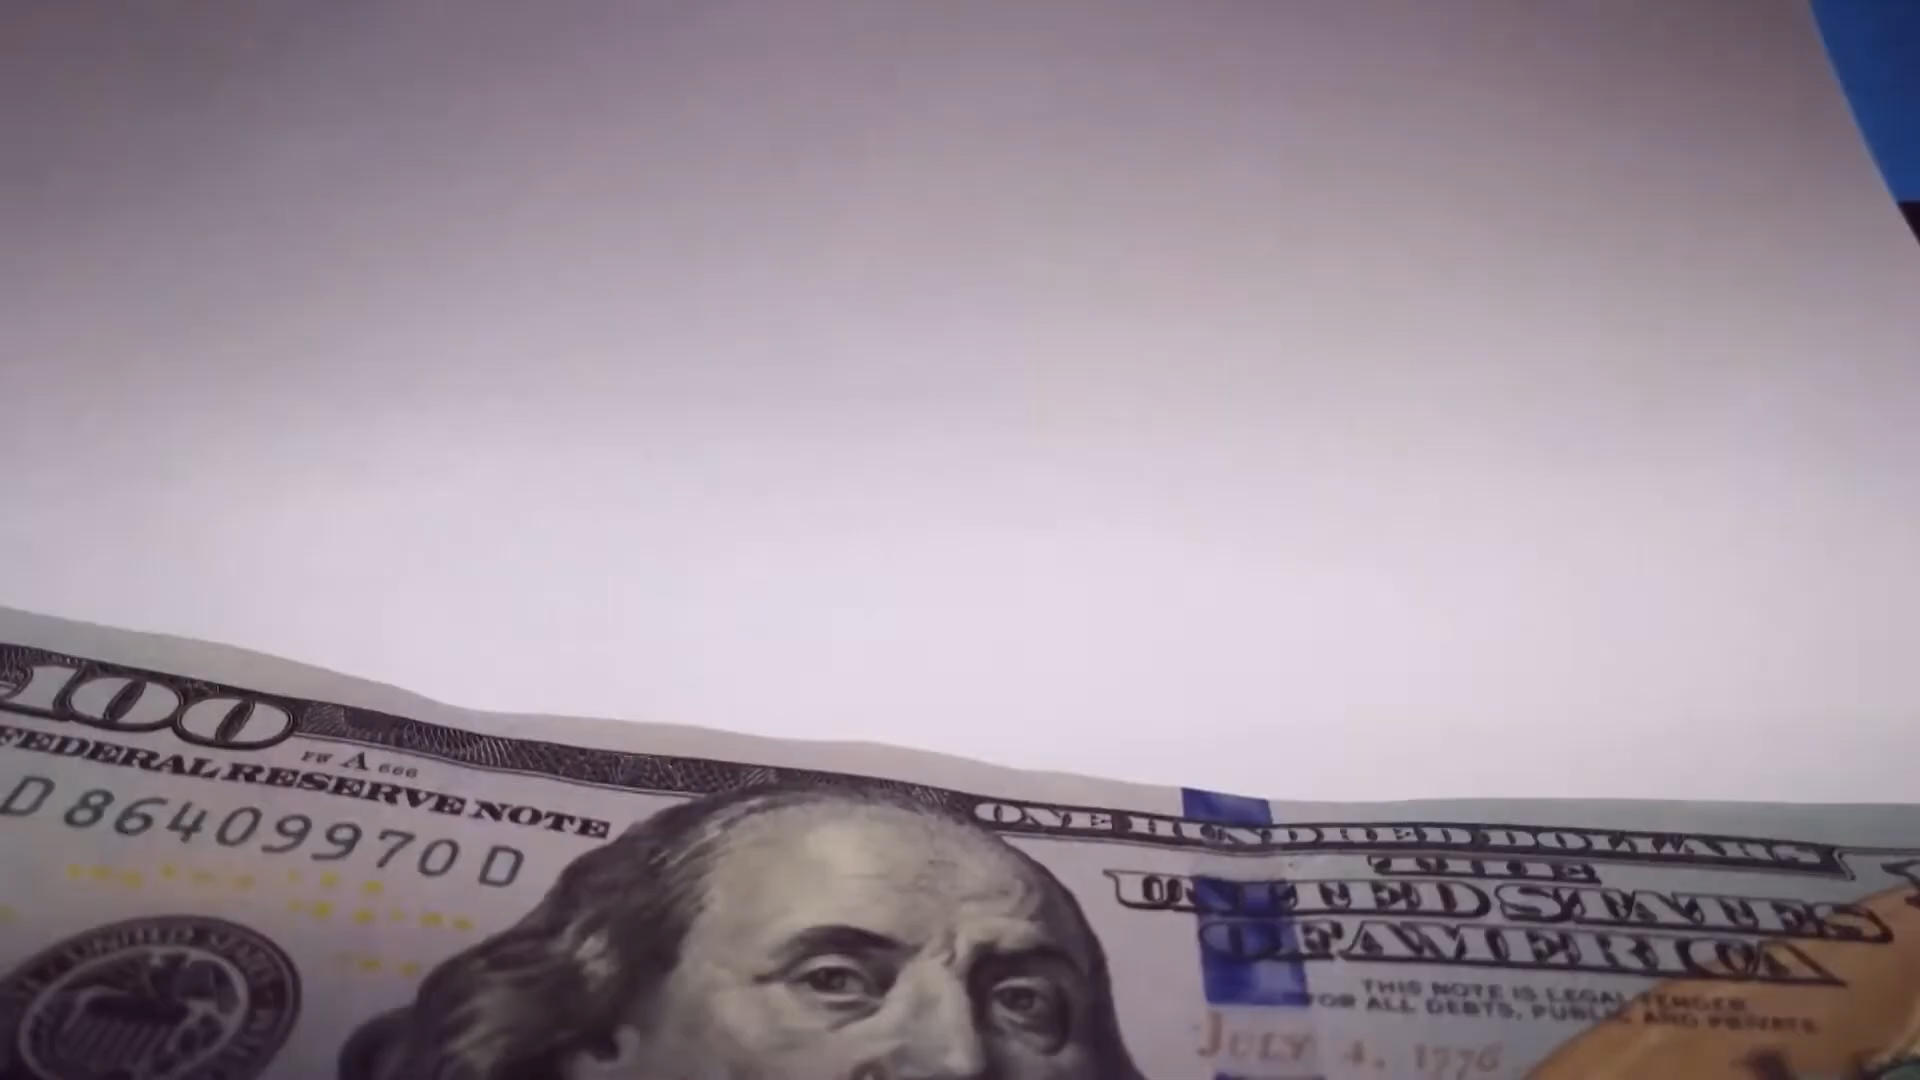 100
FW A 666
FEDERAL RESERVE NOTE
D 86409970 D
ONE HUNDRED DOLLARS
THE
UNITED STATES
OF AMERICA
THIS NOTE IS LEGAL TENDER
FOR ALL DEBTS, PUBLIC AND PRIVATE
JULY 4, 1776